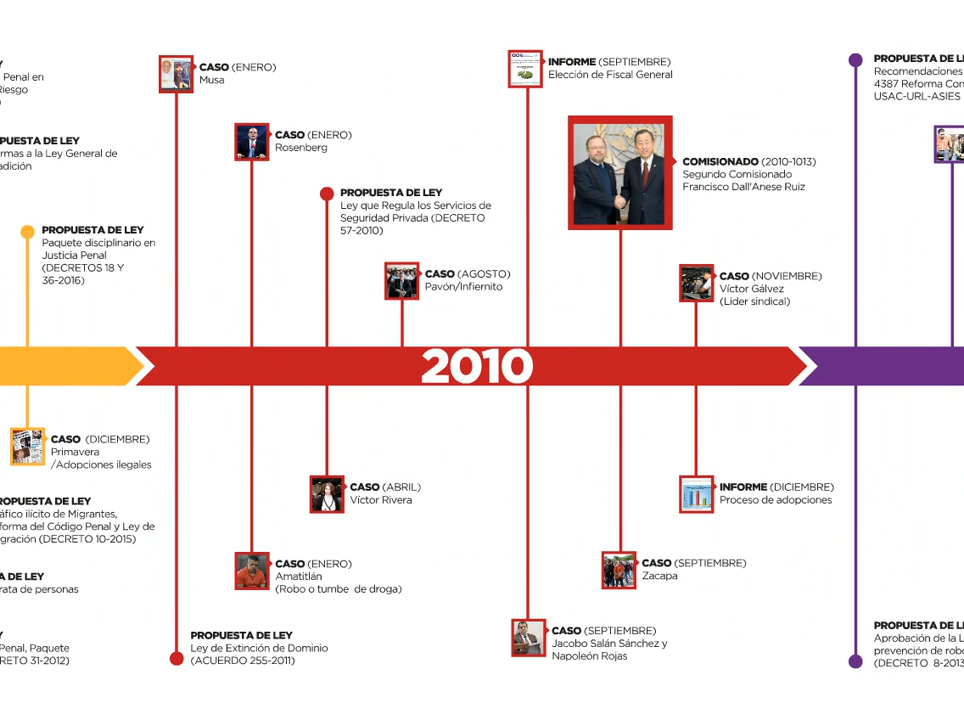 Y
Penal en
Riesgo
)
PUESTA DE LEY
rmas a la Ley General de
adición
PROPUESTA DE LEY
Paquete disciplinario en
Justicia Penal
(DECRETOS 18 Y
36-2016)
CASO (ENERO)
Musa
CASO (ENERO)
Rosenberg
PROPUESTA DE LEY
Ley que Regula los Servicios de
Seguridad Privada (DECRETO
57-2010)
CASO (AGOSTO)
Pavón/Infiernito
INFORME (SEPTIEMBRE)
Elección de Fiscal General
COMISIONADO (2010-1013)
Segundo Comisionado
Francisco Dall'Anese Ruiz
CASO (NOVIEMBRE)
Víctor Gálvez
(Lider sindical)
PROPUESTA DE LE
Recomendaciones
4387 Reforma Con
USAC-URL-ASIES
2010
CASO (DICIEMBRE)
Primavera
/Adopciones ilegales
ROPUESTA DE LEY
áfico ilícito de Migrantes,
forma del Código Penal y Ley de
gración (DECRETO 10-2015)
A DE LEY
rata de personas
Y
Penal, Paquete
RETO 31-2012)
CASO (ABRIL)
Víctor Rivera
CASO (ENERO)
Amatitlán
(Robo o tumbe de droga)
PROPUESTA DE LEY
Ley de Extinción de Dominio
(ACUERDO 255-2011)
INFORME (DICIEMBRE)
Proceso de adopciones
CASO (SEPTIEMBRE)
Zacapa
CASO (SEPTIEMBRE)
Jacobo Salán Sánchez y
Napoleón Rojas
PROPUESTA DE LE
Aprobación de la L
prevención de robo
(DECRETO 8-2013